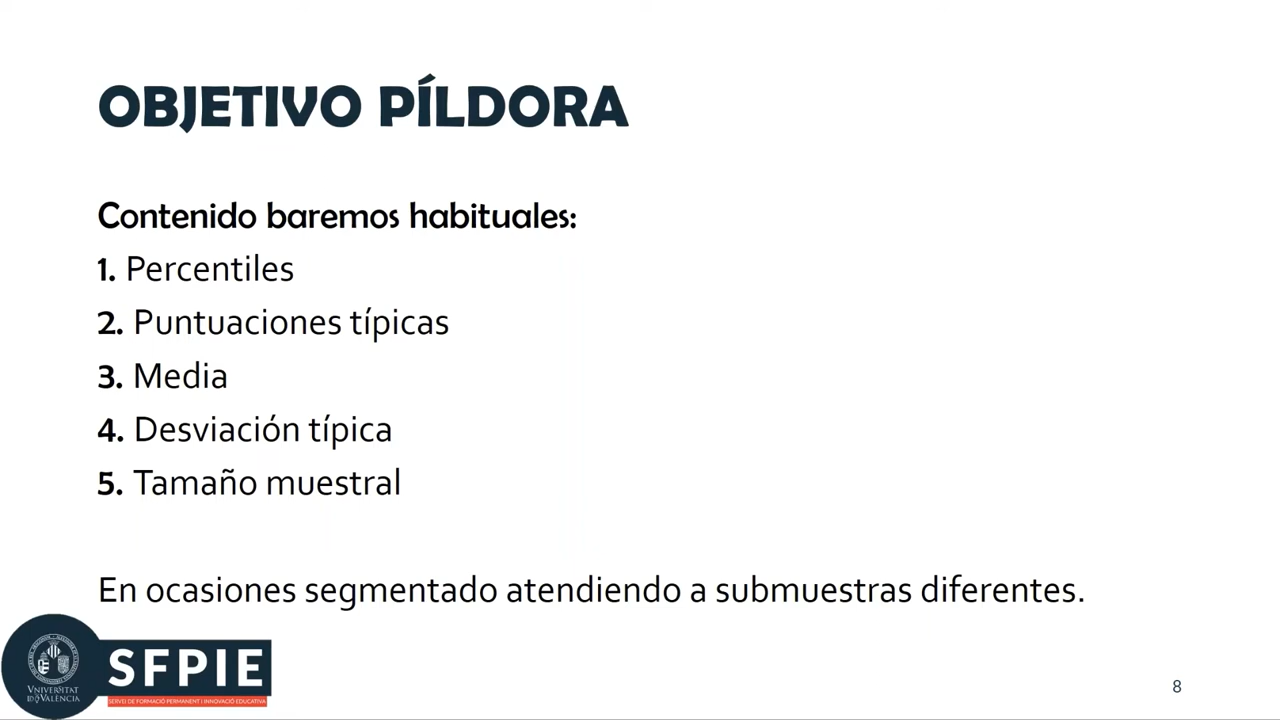 OBJETIVO PÍLDORA
Contenido baremos habituales:
1. Percentiles
2. Puntuaciones típicas
3. Media
4. Desviación típica
5. Tamaño muestral
En ocasiones segmentado atendiendo a submuestras diferentes.
SFPIE
SERVEI DE FORMACIÓ PERMANENT I INNOVACIÓ EDUCATIVA
VNIVERSITAT
ID VALÈNCIA
8